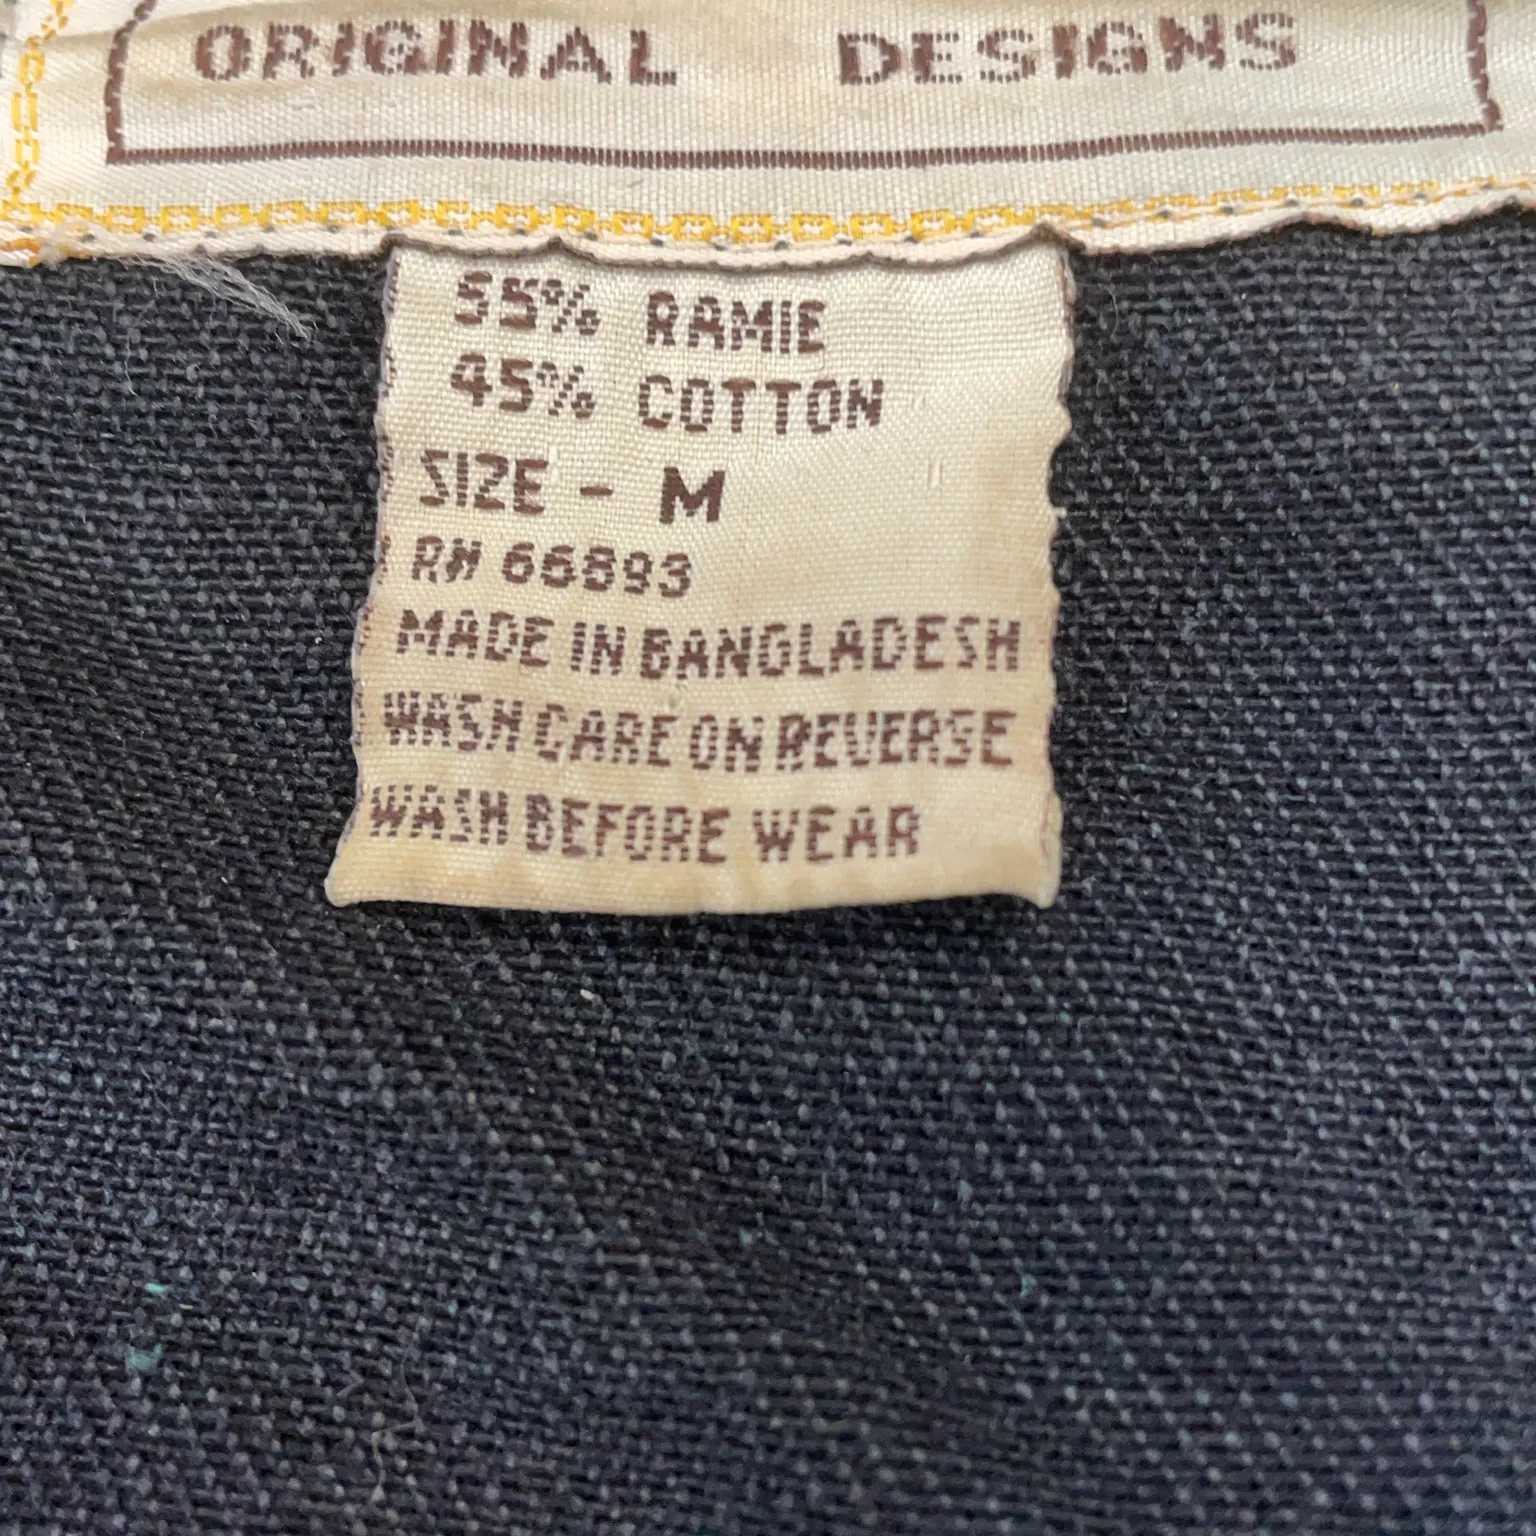 ORIGINAL DESIGNS
55% RAMIE
45% COTTON
SIZE - M
RN 66893
MADE IN BANGLADESH
WASH CARE ON REVERSE
WASH BEFORE WEAR